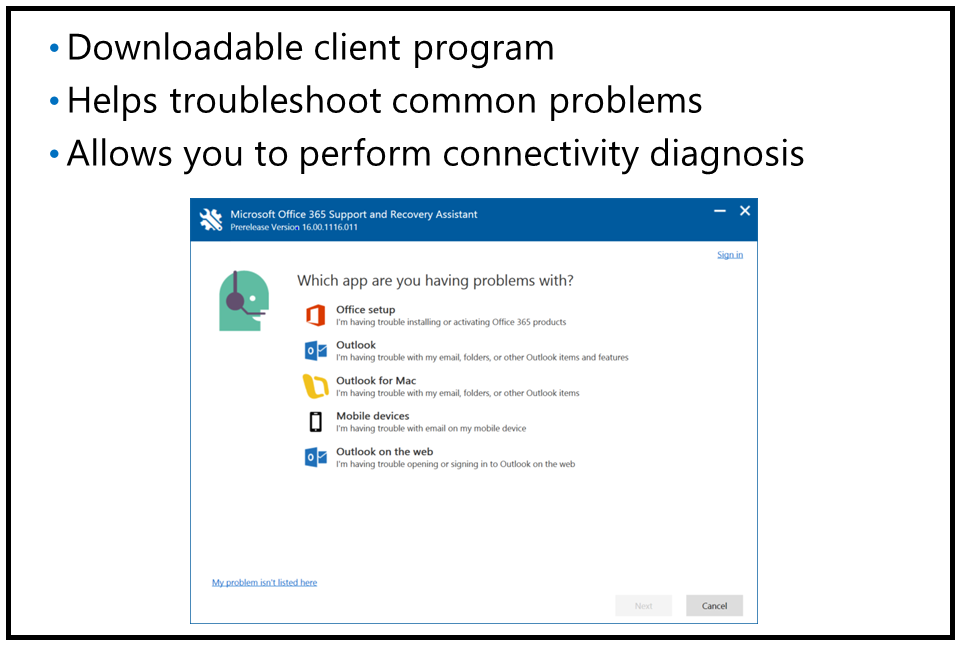 • Downloadable client program
• Helps troubleshoot common problems
• Allows you to perform connectivity diagnosis
Microsoft Office 365 Support and Recovery Assistant
Prerelease Version 16.00.1116.011
Sign in
Which app are you having problems with?
Office setup
I'm having trouble installing or activating Office 365 products
Outlook
I'm having trouble with my email, folders, or other Outlook items and features
Outlook for Mac
I'm having trouble with my email, folders, or other Outlook items
Mobile devices
I'm having trouble with email on my mobile device
Outlook on the web
I'm having trouble opening or signing in to Outlook on the web
My problem isn't listed here
Next
Cancel